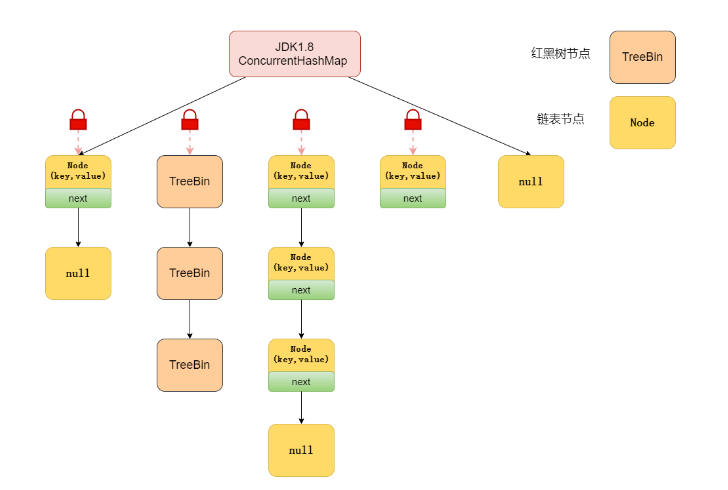 JDK1.8
ConcurrentHashMap
红黑树节点
TreeBin
链表节点
Node
Node
(key,value)
next
TreeBin
Node
(key,value)
next
Node
(key,value)
next
null
null
TreeBin
Node
(key,value)
next
TreeBin
Node
(key,value)
next
null